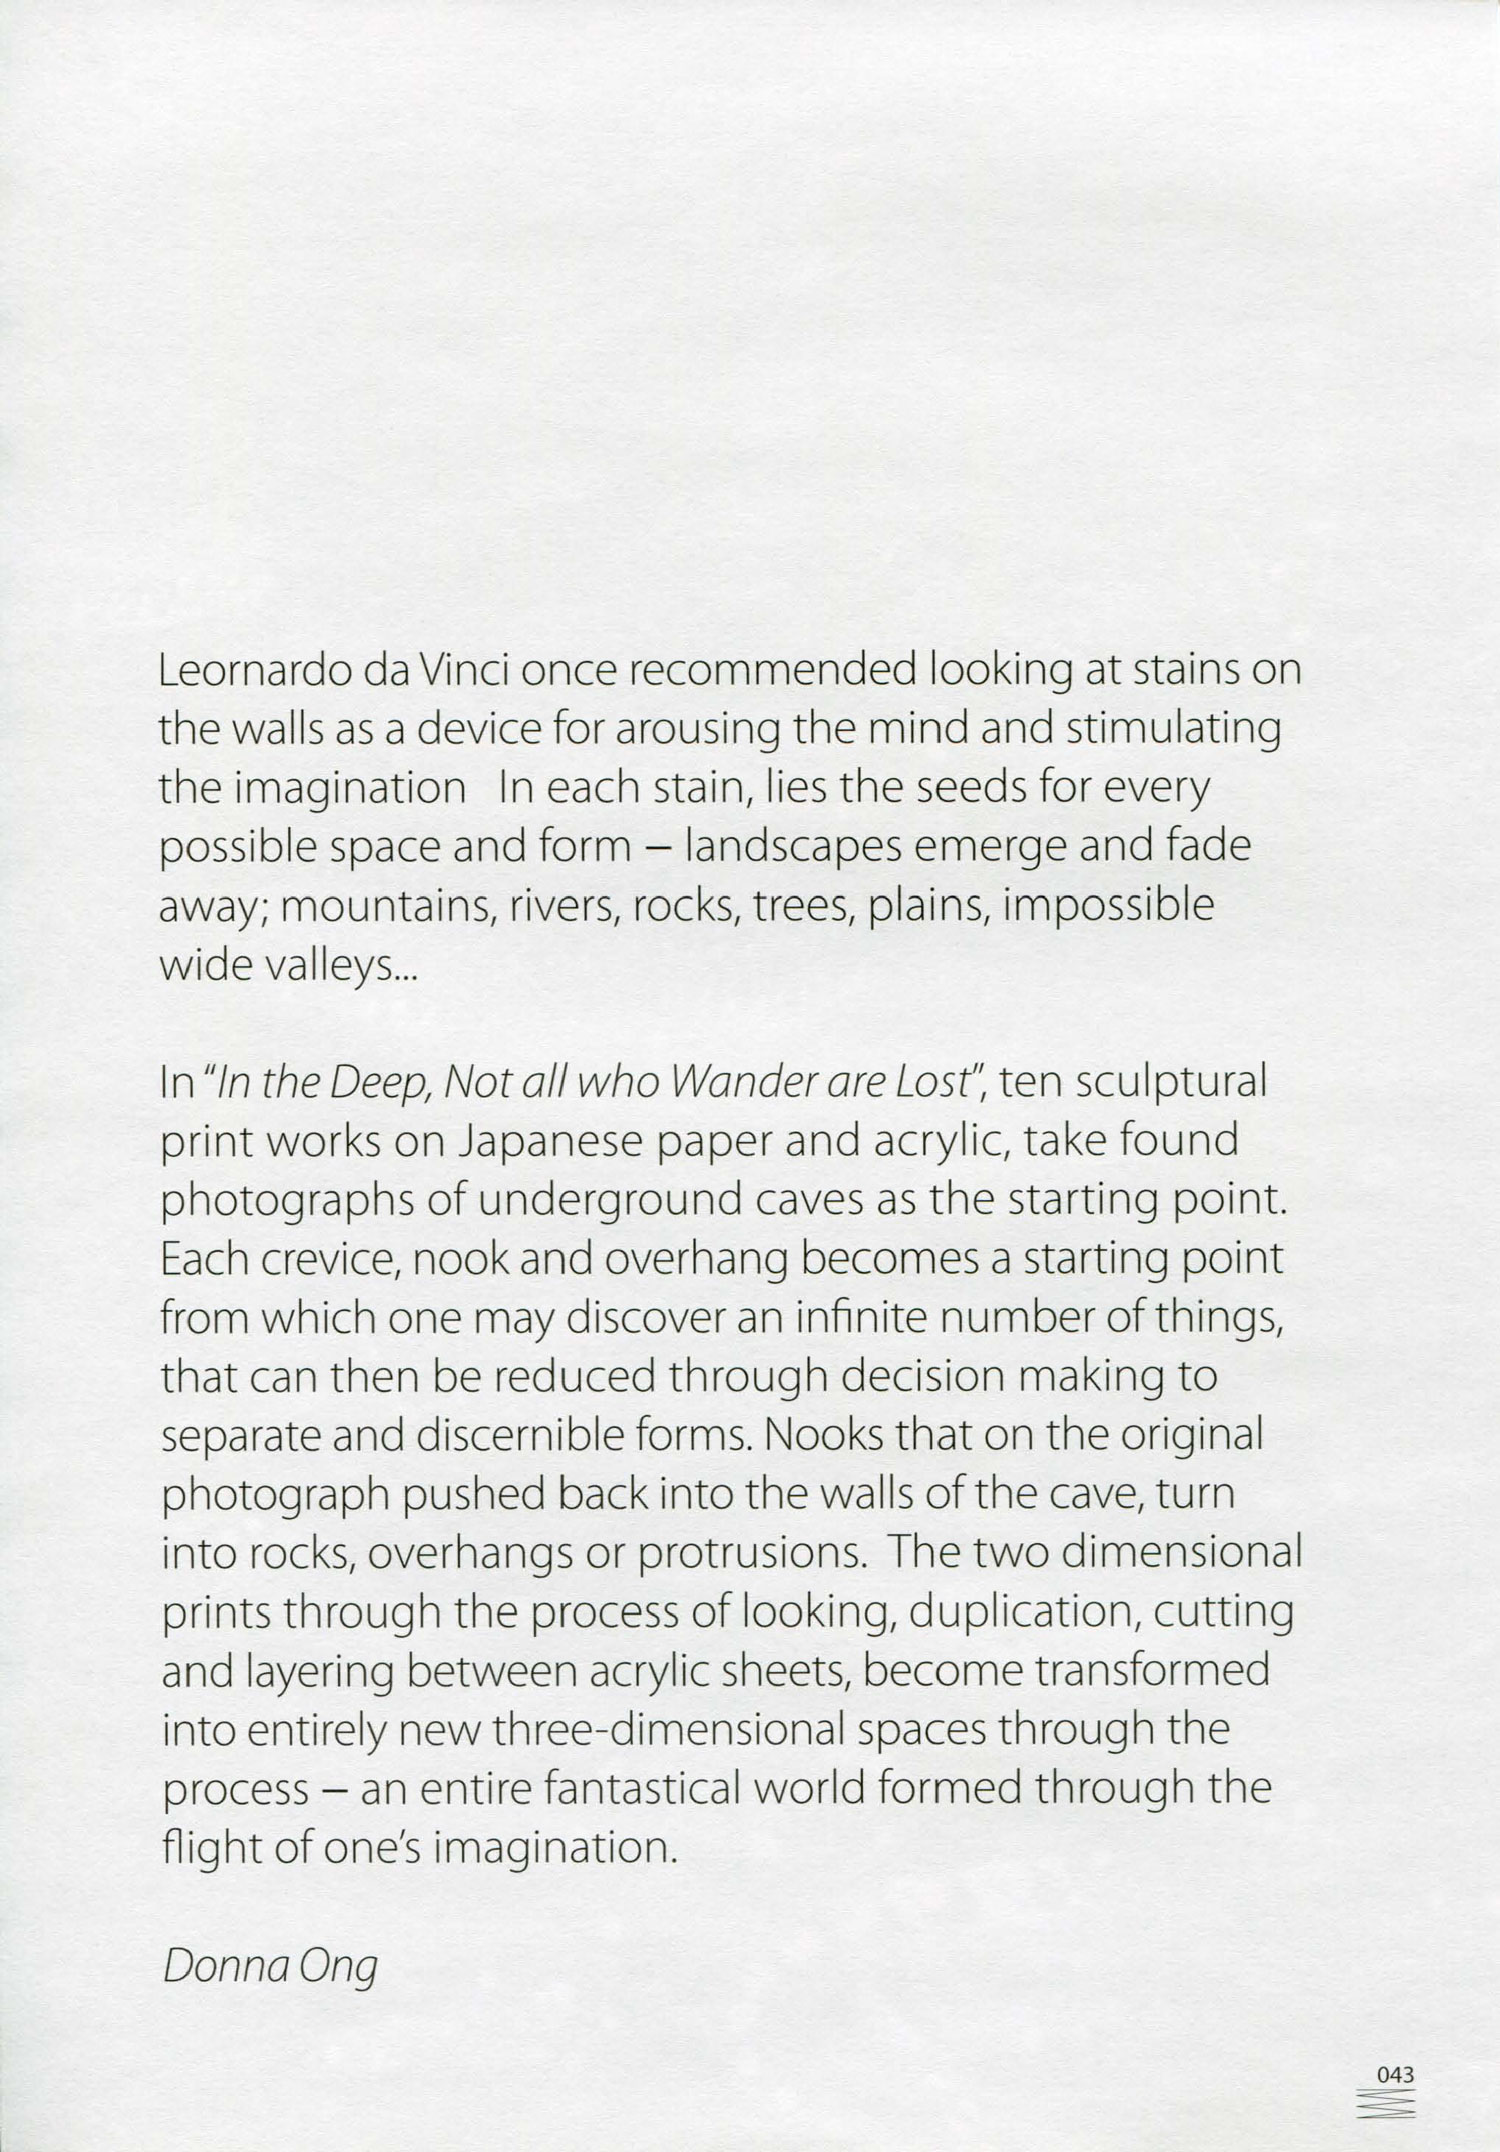 Leornardo da Vinci once recommended looking at stains on
the walls as a device for arousing the mind and stimulating
the imagination   In each stain, lies the seeds for every
possible space and form – landscapes emerge and fade
away; mountains, rivers, rocks, trees, plains, impossible
wide valleys...
In "In the Deep, Not all who Wander are Lost", ten sculptural
print works on Japanese paper and acrylic, take found
photographs of underground caves as the starting point.
Each crevice, nook and overhang becomes a starting point
from which one may discover an infinite number of things,
that can then be reduced through decision making to
separate and discernible forms. Nooks that on the original
photograph pushed back into the walls of the cave, turn
into rocks, overhangs or protrusions.  The two dimensional
prints through the process of looking, duplication, cutting
and layering between acrylic sheets, become transformed
into entirely new three-dimensional spaces through the
process – an entire fantastical world formed through the
flight of one's imagination.
Donna Ong
043